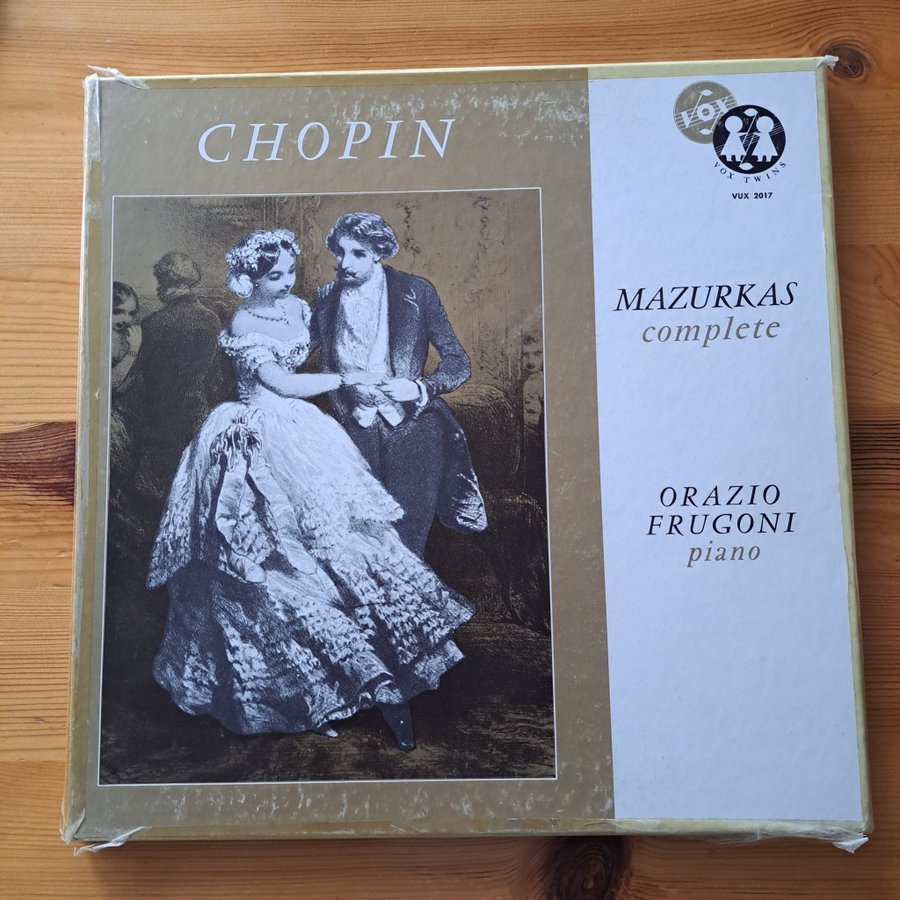 CHOPIN
VOX
VOX TWINS
VUX 2017
MAZURKAS
complete
ORAZIO
FRUGONI
piano